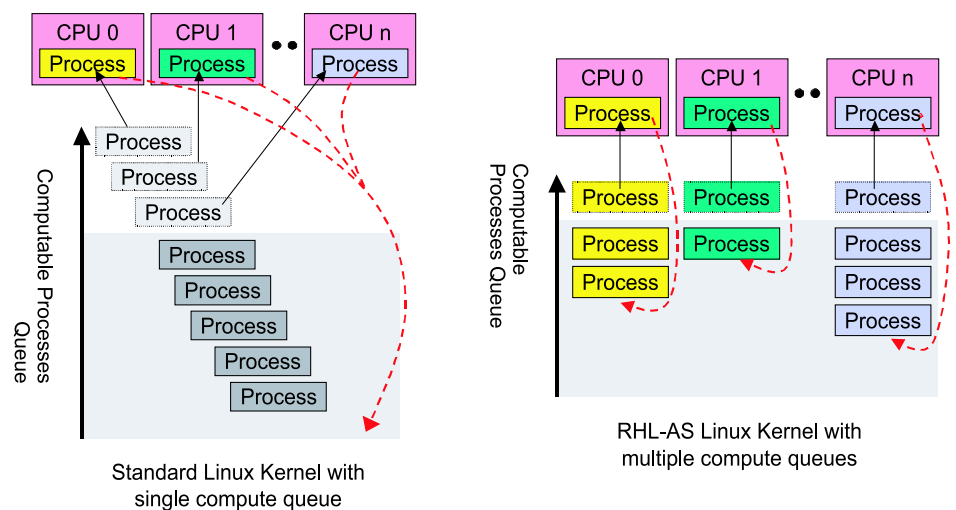 CPU 0
CPU 1
CPU n
Process
Process
Process
Process
Process
Process
Process
Process
Process
Process
Process
Computable Processes
Queue
Standard Linux Kernel with
single compute queue
CPU 0
CPU 1
CPU n
Process
Process
Process
Process
Process
Process
Process
Process
Process
Process
Process
Process
Computable
Processes Queue
RHL-AS Linux Kernel with
multiple compute queues